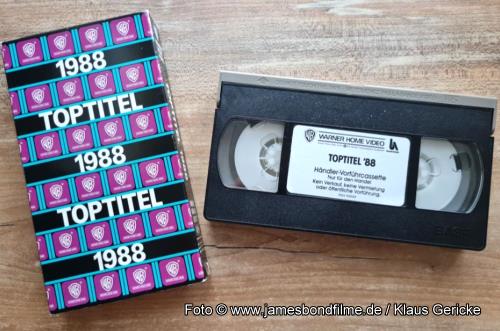 1988
TOPTITEL
1988
TOPTITEL
1988
WARNER HOME VIDEO
TOPTITEL '88
Händler-Vorführcassette
Nur für den Handel.
Kein Verkauf, keine Vermietung
oder öffentliche Vorführung.
Foto © www.jamesbondfilme.de / Klaus Gericke